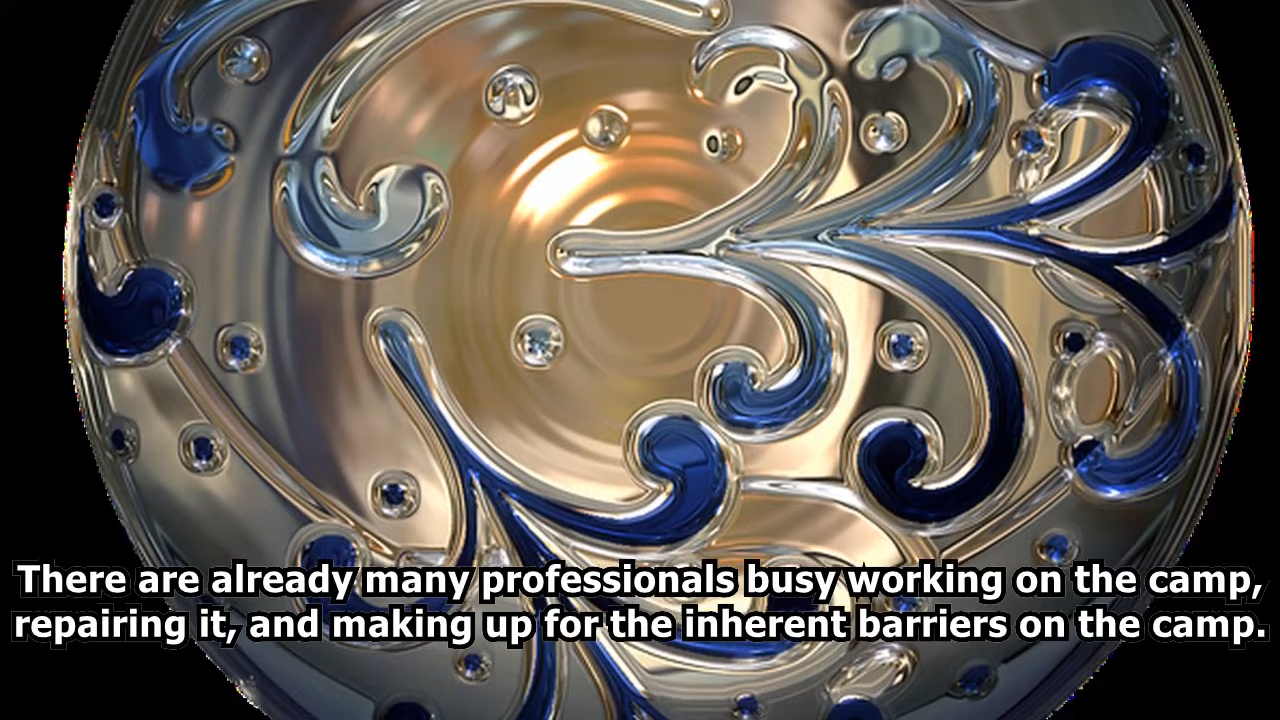 There are already many professionals busy working on the camp,
repairing it, and making up for the inherent barriers on the camp.